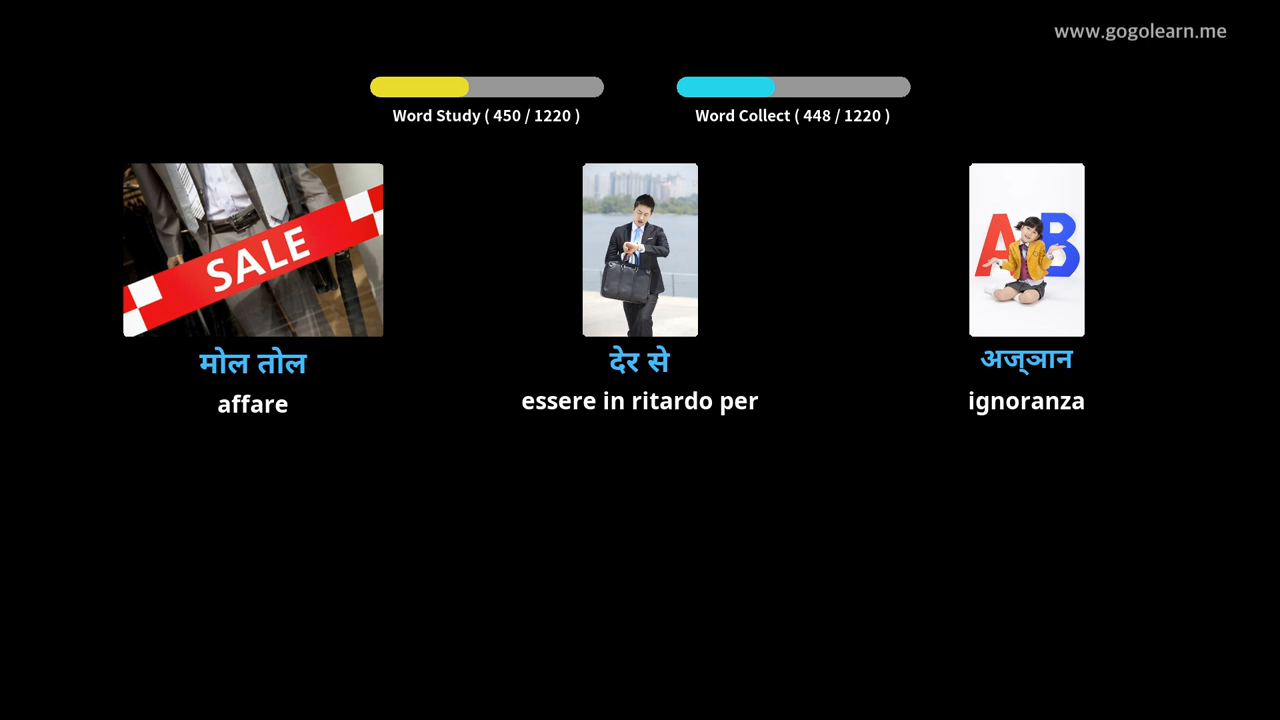 www.gogolearn.me
Word Study ( 450 / 1220 )
Word Collect ( 448 / 1220 )
SALE
A B
मोल तोल
देर से
अज्ञान
affare
essere in ritardo per
ignoranza